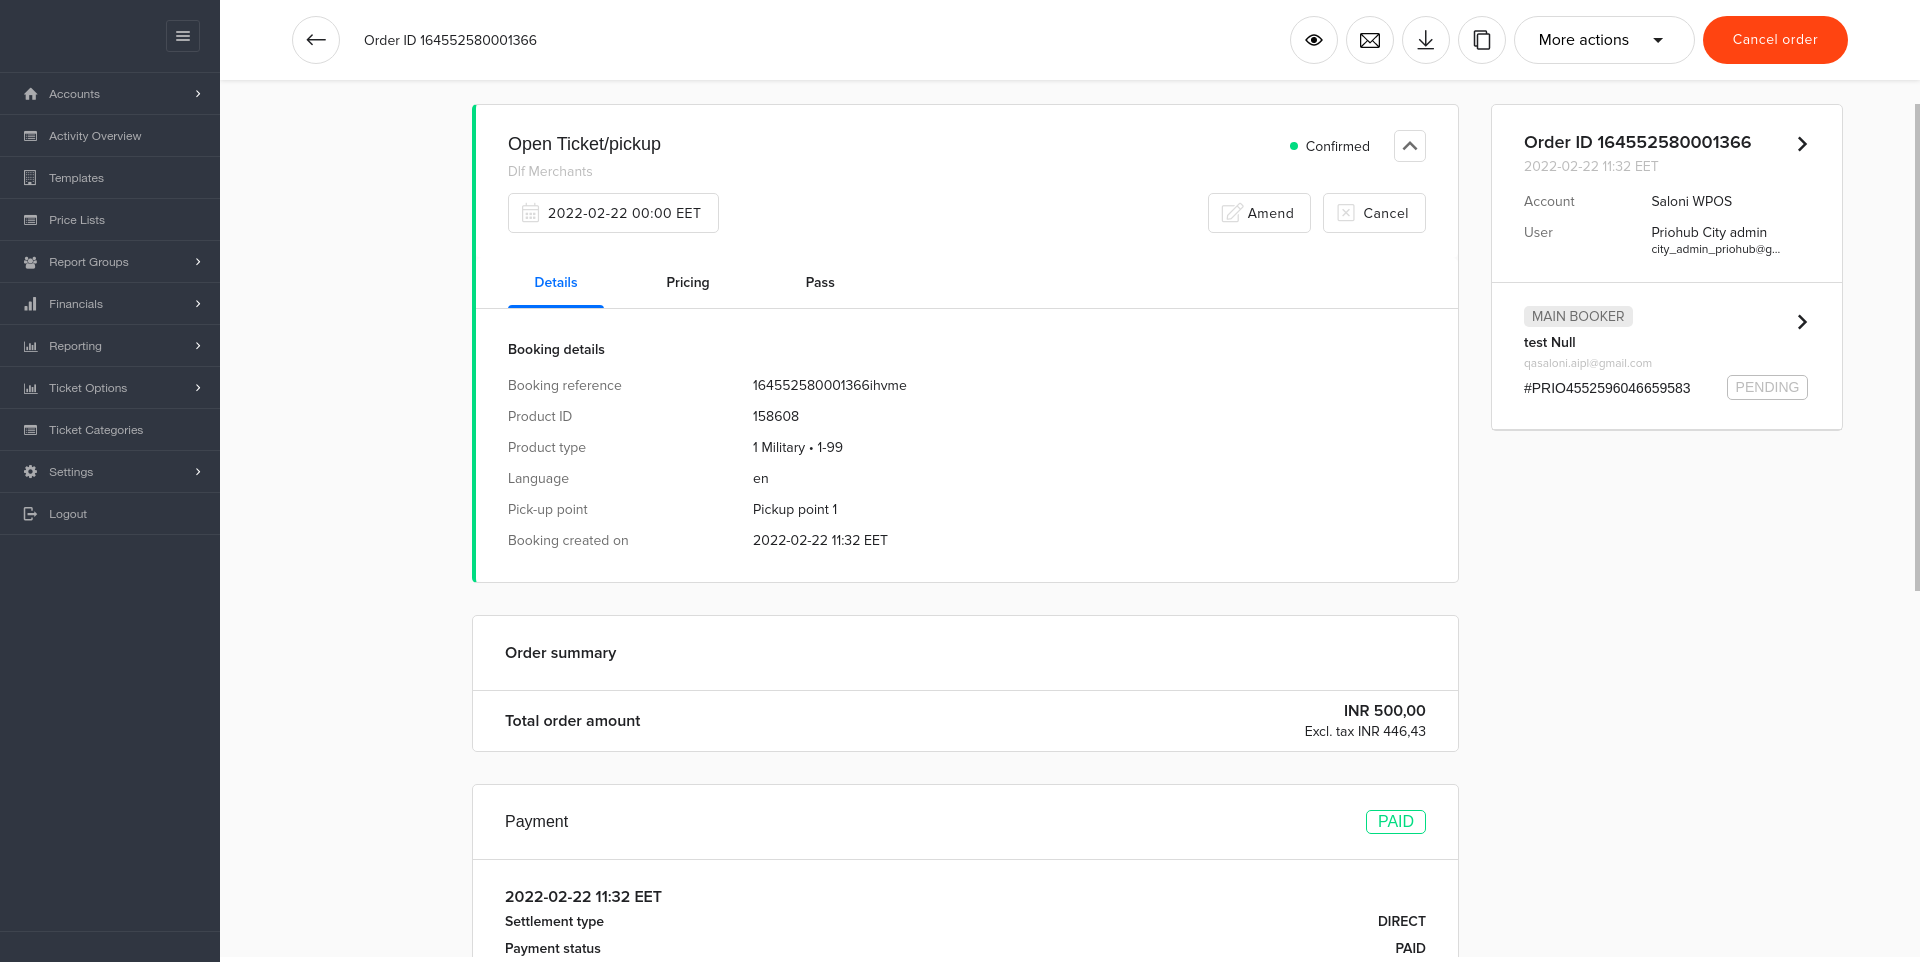 Order ID 164552580001366
More actions
Cancel order
Accounts
Activity Overview
Templates
Price Lists
Report Groups
Financials
Reporting
Ticket Options
Ticket Categories
Settings
Logout
Open Ticket/pickup
Confirmed
Dlf Merchants
2022-02-22 00:00 EET
Amend
Cancel
Details
Pricing
Pass
Booking details
Booking reference 164552580001366ihvme
Product ID 158608
Product type 1 Military • 1-99
Language en
Pick-up point Pickup point 1
Booking created on 2022-02-22 11:32 EET
Order summary
Total order amount INR 500,00
Excl. tax INR 446,43
Payment PAID
2022-02-22 11:32 EET
Settlement type DIRECT
Payment status PAID
Order ID 164552580001366
2022-02-22 11:32 EET
Account Saloni WPOS
User Priohub City admin
city_admin_priohub@g...
MAIN BOOKER
test Null
qasaloni.aipl@gmail.com
#PRIO4552596046659583 PENDING